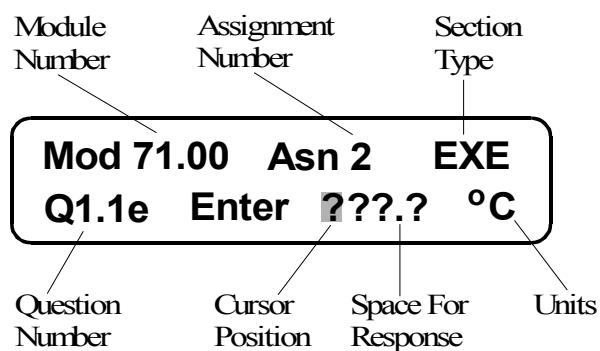 Module Assignment Section
Number Number Type
Mod 71.00 Asn 2 EXE
Q1.1e Enter ???.? °C
Question Cursor Space For Units
Number Position Response